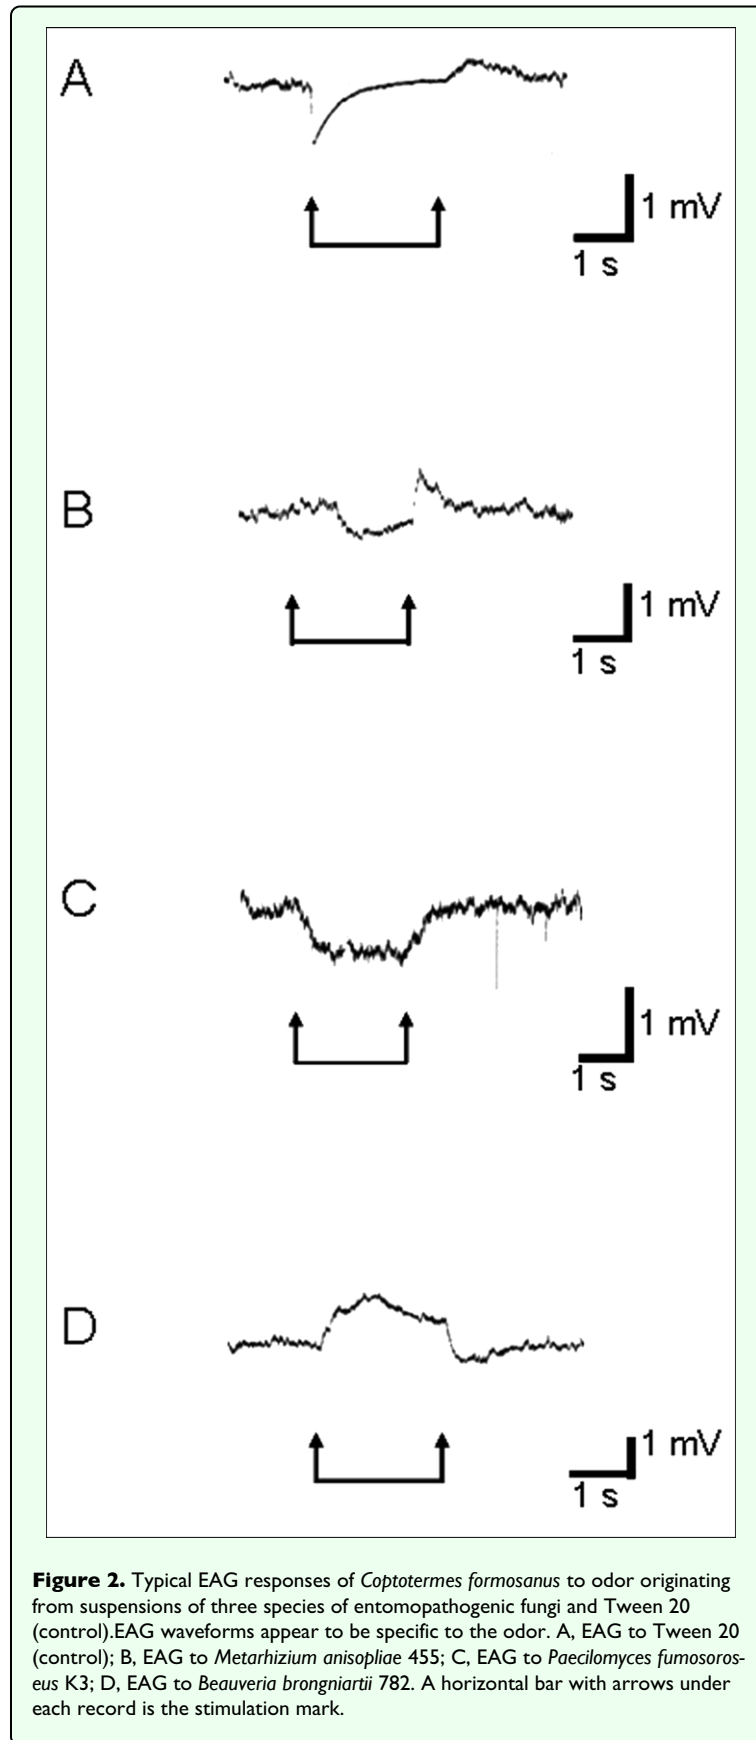 A
1 mV
1 s
B
1 mV
1 s
C
1 mV
1 s
D
1 mV
1 s
Figure 2. Typical EAG responses of Coptotermes formosanus to odor originating
from suspensions of three species of entomopathogenic fungi and Tween 20
(control).EAG waveforms appear to be specific to the odor. A, EAG to Tween 20
(control); B, EAG to Metarhizium anisopliae 455; C, EAG to Paecilomyces fumosoros-
eus K3; D, EAG to Beauveria brongniartii 782. A horizontal bar with arrows under
each record is the stimulation mark.